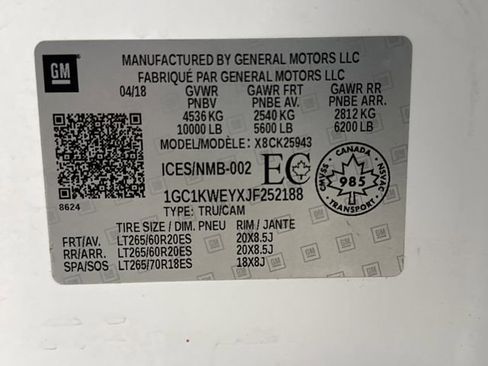 GM
MANUFACTURED BY GENERAL MOTORS LLC
FABRIQUÉ PAR GENERAL MOTORS LLC
04/18 GVWR GAWR FRT GAWR RR
PNBV PNBE AV. PNBE ARR.
4536 KG 2540 KG 2812 KG
10000 LB 5600 LB 6200 LB
MODEL/MODÈLE: X8CK25943
ICES/NMB-002 EC
CANADA
CMVSS NSVAC
985
TRANSPORT
8624
1GC1KWEYXJF252188
TYPE: TRU/CAM
TIRE SIZE / DIM. PNEU RIM / JANTE
FRT/AV. LT265/60R20ES 20X8.5J
RR/ARR. LT265/60R20ES 20X8.5J
SPA/SOS LT265/70R18ES 18X8J